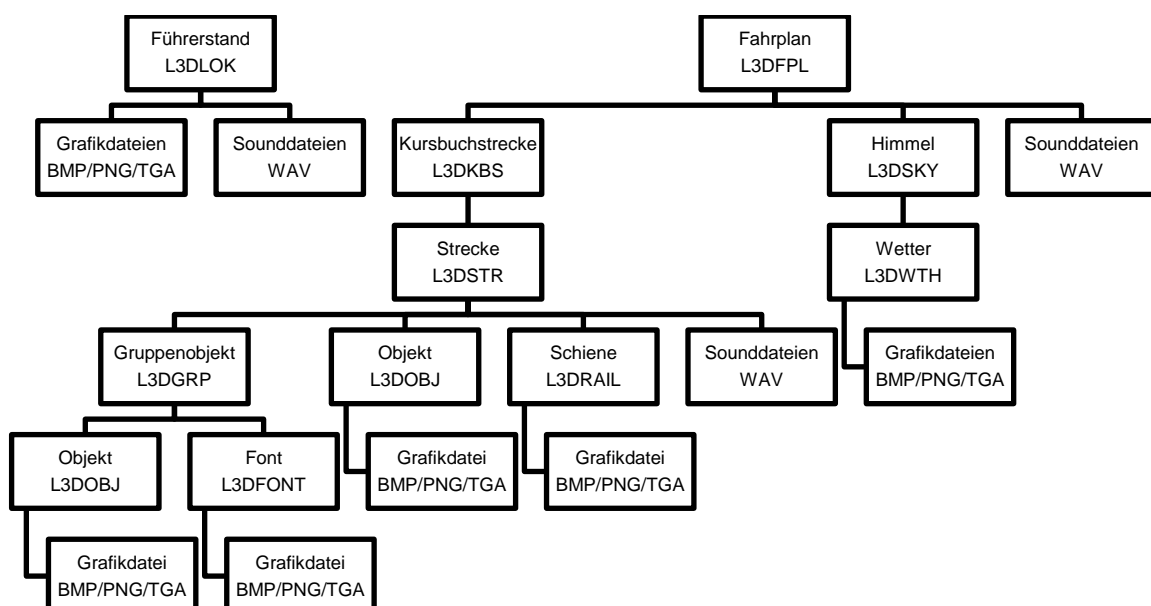 Führerstand
L3DLOK
Fahrplan
L3DFPL
Grafikdateien
BMP/PNG/TGA
Sounddateien
WAV
Kursbuchstrecke
L3DKBS
Himmel
L3DSKY
Sounddateien
WAV
Strecke
L3DSTR
Wetter
L3DWTH
Gruppenobjekt
L3DGRP
Objekt
L3DOBJ
Schiene
L3DRAIL
Sounddateien
WAV
Grafikdateien
BMP/PNG/TGA
Objekt
L3DOBJ
Font
L3DFONT
Grafikdatei
BMP/PNG/TGA
Grafikdatei
BMP/PNG/TGA
Grafikdatei
BMP/PNG/TGA
Grafikdatei
BMP/PNG/TGA